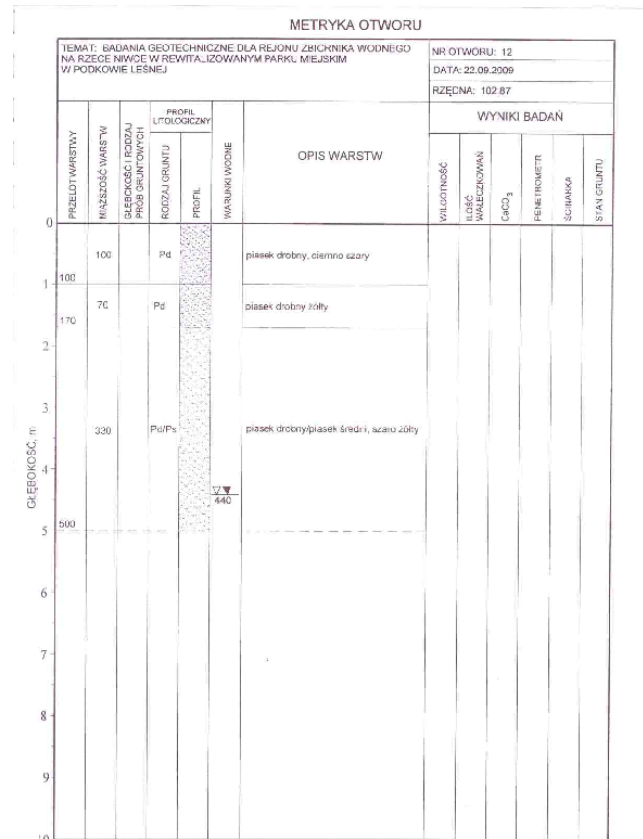 METRYKA OTWORU
TEMAT: BADANIA GEOTECHNICZNE DLA REJONU ZBIORNIKA WODNEGO
NA RZECE NIWCE W REWITALIZOWANYM PARKU MIEJSKIM
W PODKOWIE LEŚNEJ
NR OTWORU: 12
DATA: 22.09.2009
RZĘDNA: 102.87
PRZELOT WARSTWY
MIĄŻSZOŚĆ WARSTW
GŁĘBOKOŚĆ I RODZAJ
PRÓB GRUNTOWYCH
PROFIL
LITOLOGICZNY
RODZAJ GRUNTU
PROFIL
WARUNKI WODNE
OPIS WARSTW
WYNIKI BADAŃ
WILGOTNOŚĆ
ILOŚĆ
WAŁECZKOWAŃ
CaCO3
PENETROMETR
ŚCINARKA
STAN GRUNTU
GŁĘBOKOŚĆ, m
0
100 Pd piasek drobny, ciemno szary
1 100
70 Pd piasek drobny żółty
170
2
3
330 Pd/Ps piasek drobny/piasek średni, szaro żółty
4
440
500
5
6
7
8
9
10